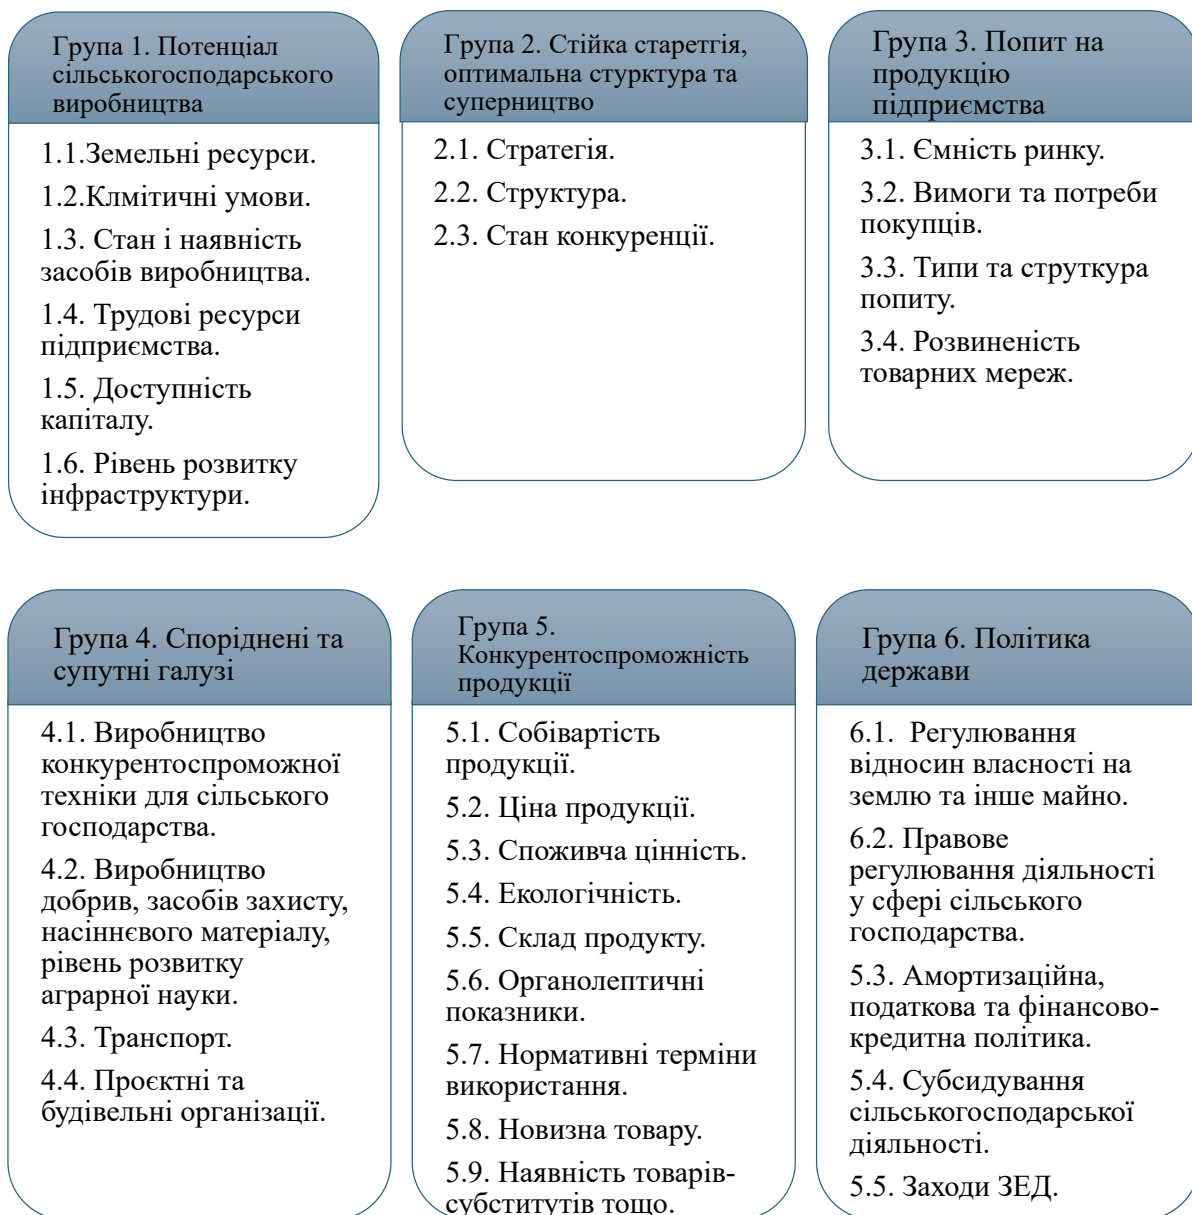 Група 1. Потенціал
сільськогосподарського
виробництва
1.1.Земельні ресурси.
1.2.Клмітичні умови.
1.3. Стан і наявність
засобів виробництва.
1.4. Трудові ресурси
підприємства.
1.5. Доступність
капіталу.
1.6. Рівень розвитку
інфраструктури.
Група 2. Стійка старетгія,
оптимальна стурктура та
суперництво
2.1. Стратегія.
2.2. Структура.
2.3. Стан конкуренції.
Група 3. Попит на
продукцію
підприємства
3.1. Ємність ринку.
3.2. Вимоги та потреби
покупців.
3.3. Типи та струткура
попиту.
3.4. Розвиненість
товарних мереж.
Група 4. Споріднені та
супутні галузі
4.1. Виробництво
конкурентоспроможної
техніки для сільського
господарства.
4.2. Виробництво
добрив, засобів захисту,
насіннєвого матеріалу,
рівень розвитку
аграрної науки.
4.3. Транспорт.
4.4. Проєктні та
будівельні організації.
Група 5.
Конкурентоспроможність
продукції
5.1. Собівартість
продукції.
5.2. Ціна продукції.
5.3. Споживча цінність.
5.4. Екологічність.
5.5. Склад продукту.
5.6. Органолептичні
показники.
5.7. Нормативні терміни
використання.
5.8. Новизна товару.
5.9. Наявність товарів-
субститутів тощо.
Група 6. Політика
держави
6.1. Регулювання
відносин власності на
землю та інше майно.
6.2. Правове
регулювання діяльності
у сфері сільського
господарства.
5.3. Амортизаційна,
податкова та фінансово-
кредитна політика.
5.4. Субсидування
сільськогосподарської
діяльності.
5.5. Заходи ЗЕД.